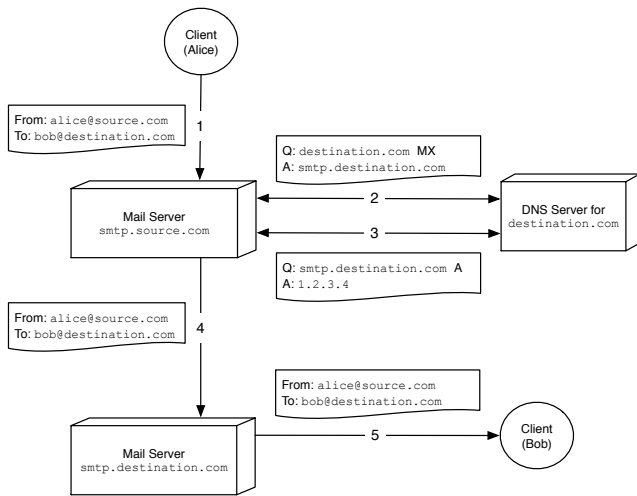 Client
(Alice)
From: alice@source.com
To: bob@destination.com
1
Q: destination.com MX
A: smtp.destination.com
Mail Server
smtp.source.com
2
3
DNS Server for
destination.com
Q: smtp.destination.com A
A: 1.2.3.4
From: alice@source.com
To: bob@destination.com
4
From: alice@source.com
To: bob@destination.com
Mail Server
smtp.destination.com
5
Client
(Bob)